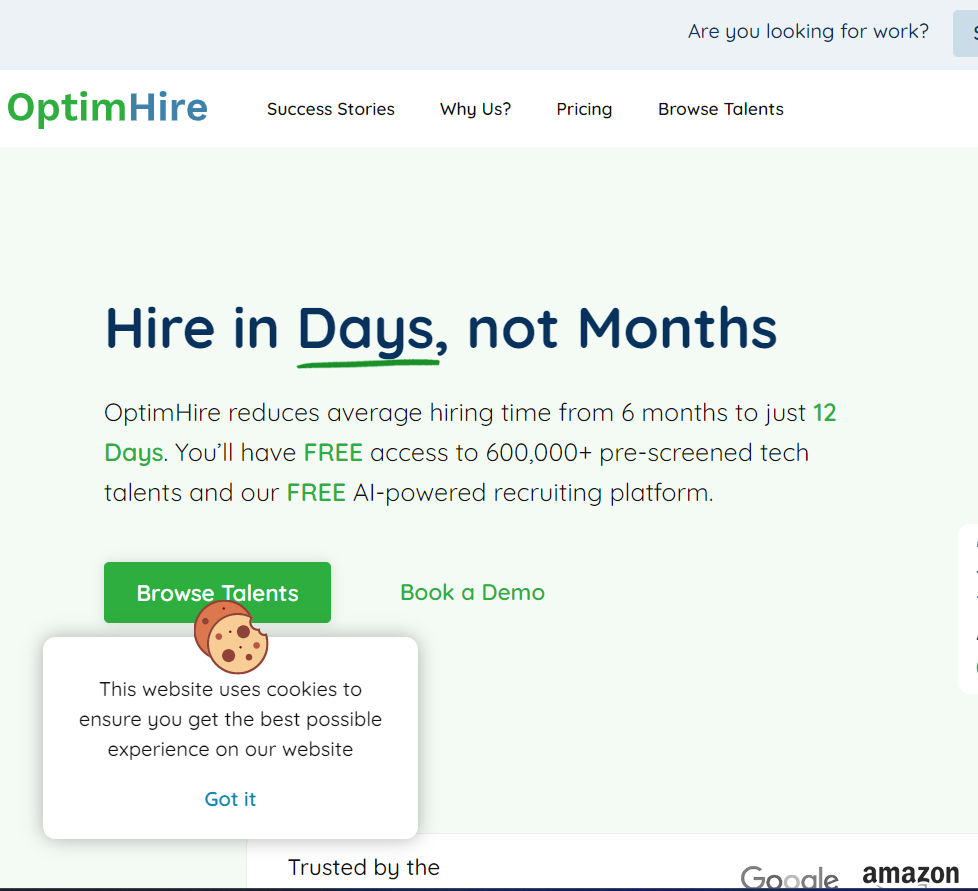 Are you looking for work?
OptimHire
Success Stories
Why Us?
Pricing
Browse Talents
Hire in Days, not Months
OptimHire reduces average hiring time from 6 months to just 12
Days. You’ll have FREE access to 600,000+ pre-screened tech
talents and our FREE AI-powered recruiting platform.
Browse Talents
Book a Demo
This website uses cookies to
ensure you get the best possible
experience on our website
Got it
Trusted by the
Google
amazon